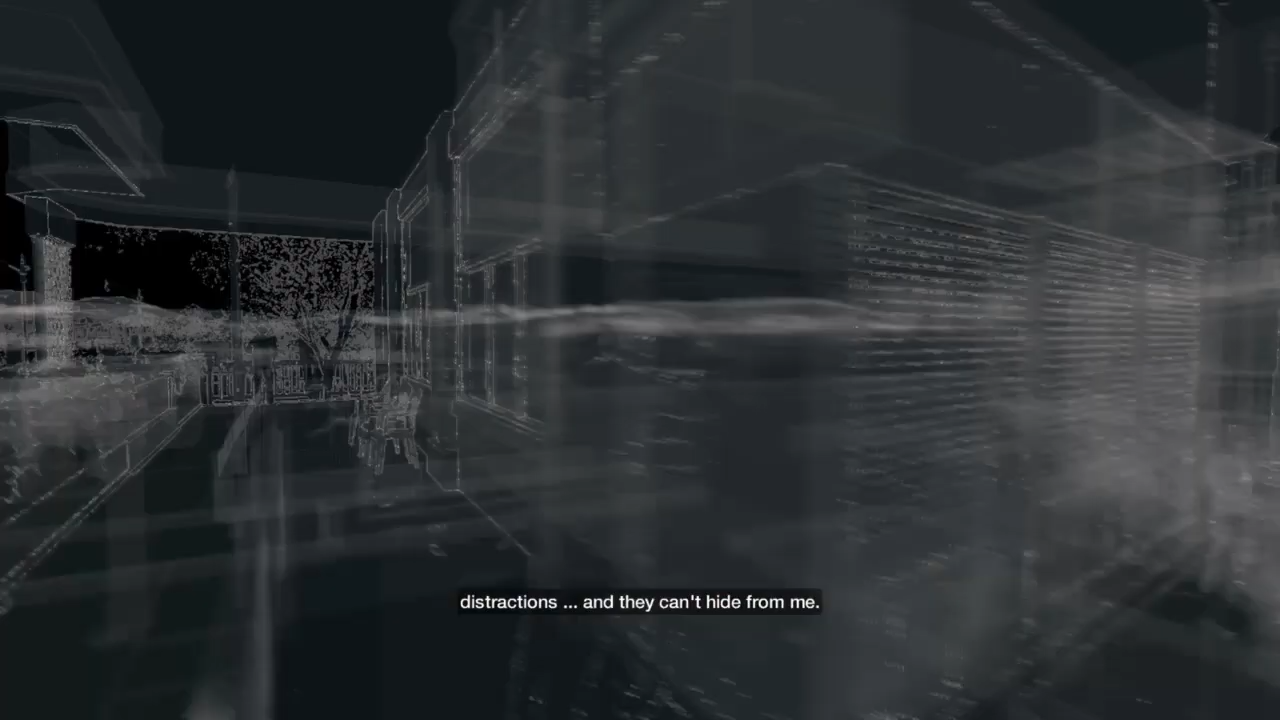 distractions ... and they can't hide from me.